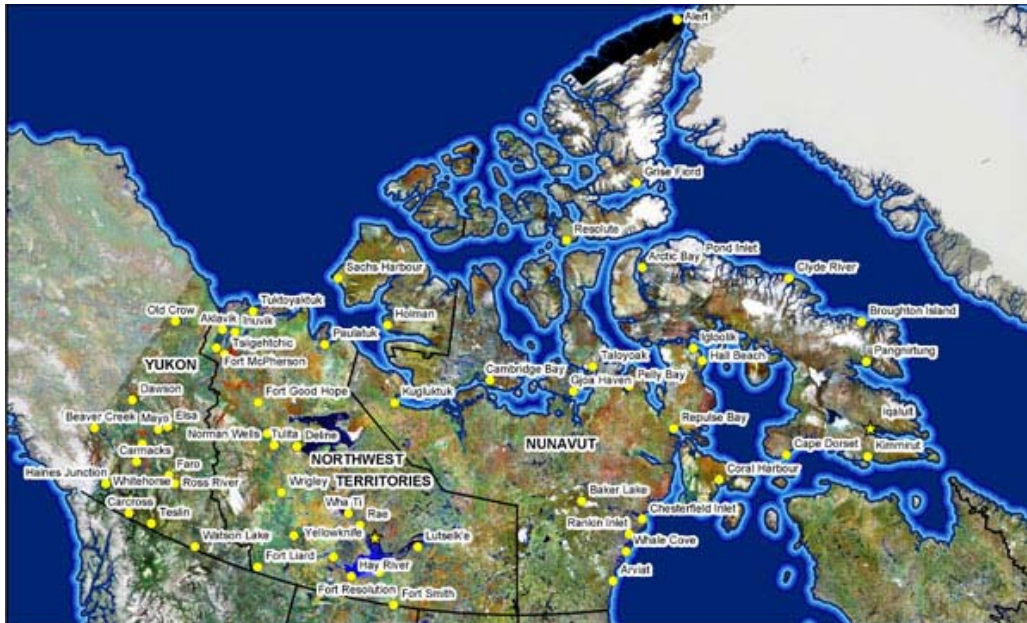 Alert
Grise Fiord
Resolute
Pond Inlet
Arctic Bay
Clyde River
Sachs Harbour
Tuktoyaktuk
Holman
Broughton Island
Old Crow
Aklavik
Inuvik
Paulatuk
Tsiigehtchic
Fort McPherson
Igloolik
Hall Beach
Pangnirtung
YUKON
Taloyoak
Cambridge Bay
Gjoa Haven
Pelly Bay
Dawson
Fort Good Hope
Kugluktuk
Beaver Creek
Mayo
Elsa
Repulse Bay
Iqaluit
Norman Wells
Tulita
Deline
NUNAVUT
Cape Dorset
Kimmirut
Carmacks
NORTHWEST
TERRITORIES
Faro
Haines Junction
Whitehorse
Ross River
Wrigley
Coral Harbour
Baker Lake
Carcross
Teslin
Wha Ti
Rae
Chesterfield Inlet
Rankin Inlet
Watson Lake
Yellowknife
Lutselk'e
Whale Cove
Fort Liard
Hay River
Arviat
Fort Resolution
Fort Smith